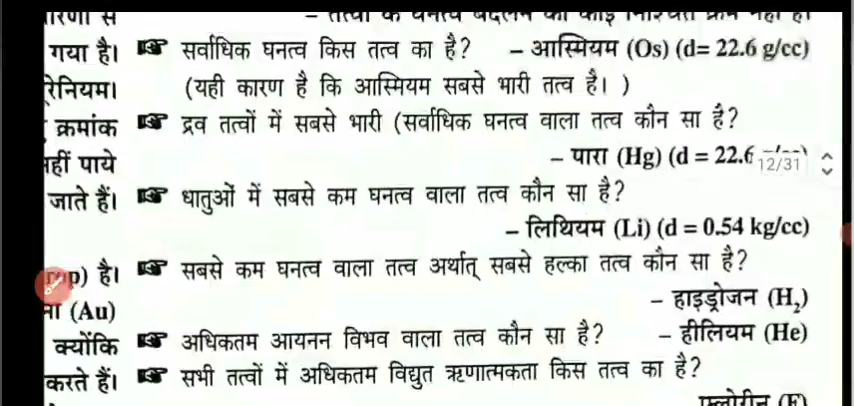 गया है। ☞ सर्वाधिक घनत्व किस तत्व का है? – आस्मियम (Os) (d= 22.6 g/cc)
रेनियम। (यही कारण है कि आस्मियम सबसे भारी तत्व है। )
क्रमांक ☞ द्रव तत्वों में सबसे भारी (सर्वाधिक घनत्व वाला तत्व कौन सा है?
नहीं पाये – पारा (Hg) (d = 22.6 12/31
जाते हैं। ☞ धातुओं में सबसे कम घनत्व वाला तत्व कौन सा है?
– लिथियम (Li) (d = 0.54 kg/cc)
है। ☞ सबसे कम घनत्व वाला तत्व अर्थात् सबसे हल्का तत्व कौन सा है?
(Au) – हाइड्रोजन (H₂)
क्योंकि ☞ अधिकतम आयनन विभव वाला तत्व कौन सा है? – हीलियम (He)
करते हैं। ☞ सभी तत्वों में अधिकतम विद्युत ऋणात्मकता किस तत्व का है?